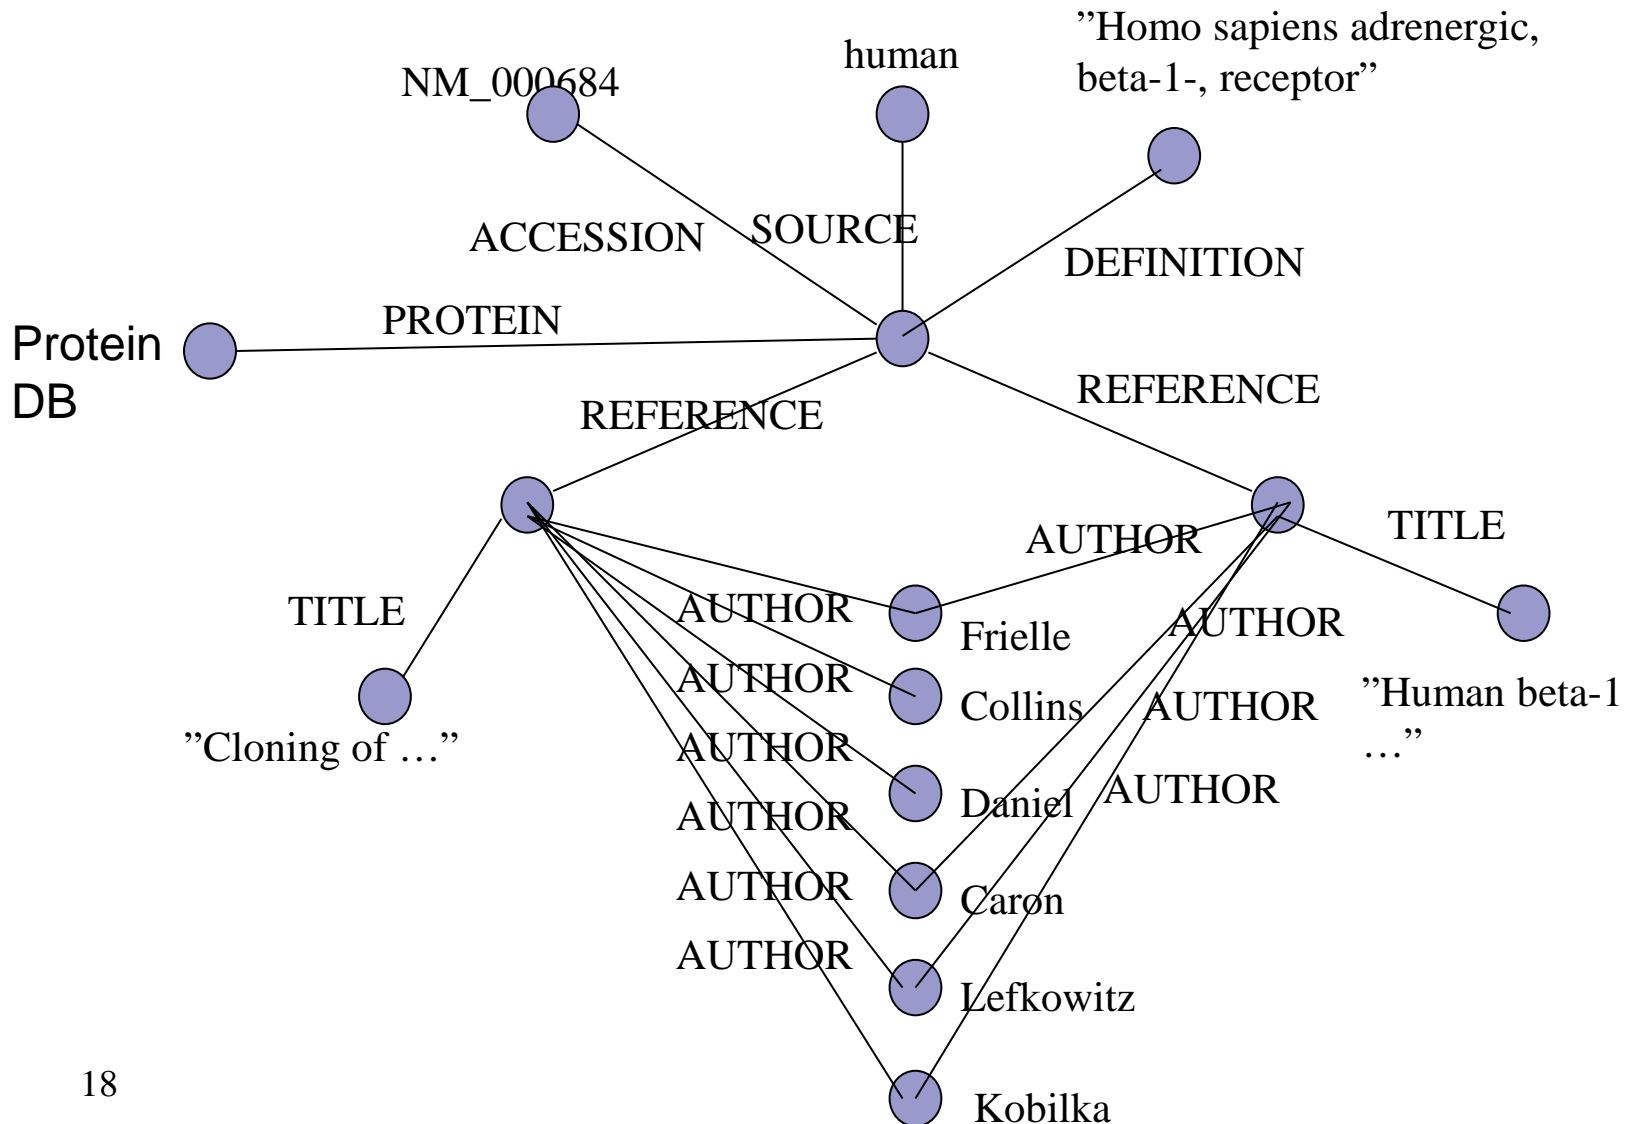 ”Homo sapiens adrenergic,
beta-1-, receptor”
human
NM_000684
SOURCE
ACCESSION
DEFINITION
PROTEIN
Protein
DB
REFERENCE
REFERENCE
TITLE
AUTHOR
TITLE
AUTHOR
AUTHOR
Frielle
AUTHOR
”Human beta-1
…”
AUTHOR
Collins
AUTHOR
”Cloning of …”
AUTHOR
Daniel
AUTHOR
AUTHOR
AUTHOR
Caron
AUTHOR
Lefkowitz
18
Kobilka